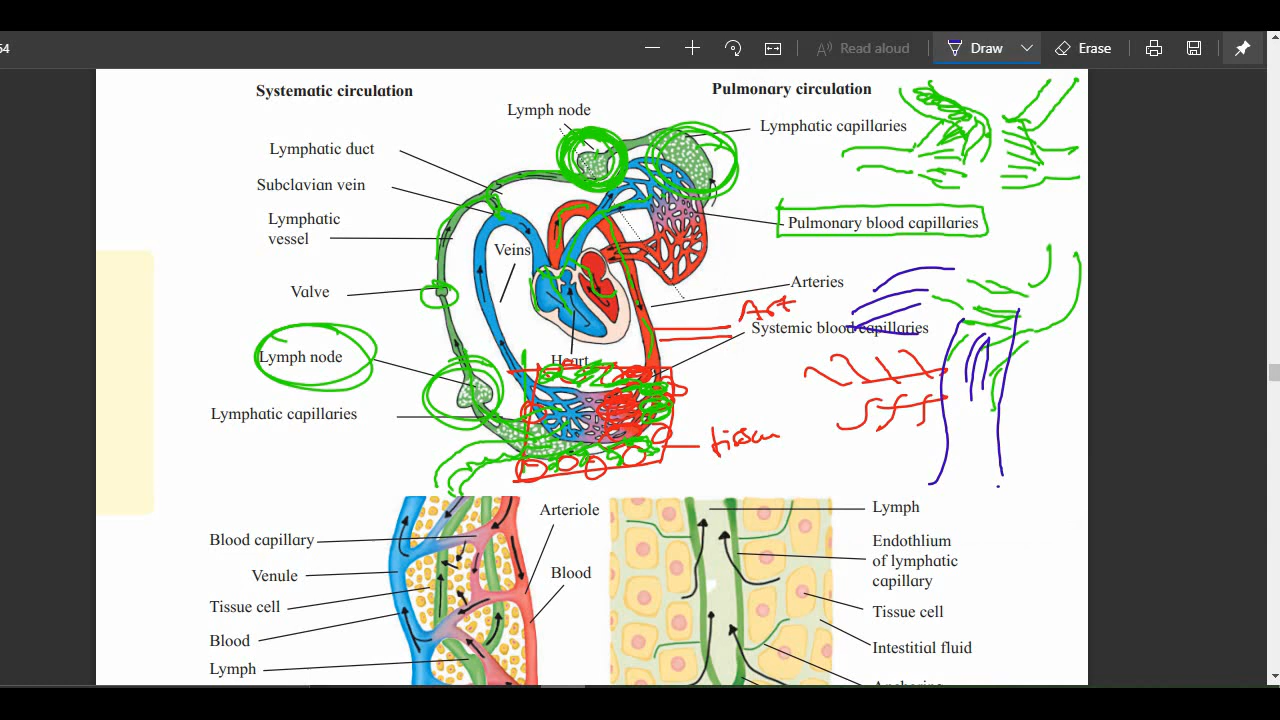 54
Read aloud
Draw
Erase
Systematic circulation
Pulmonary circulation
Lymph node
Lymphatic capillaries
Lymphatic duct
Subclavian vein
Lymphatic
vessel
Pulmonary blood capillaries
Veins
Valve
Arteries
Art
Systemic blood capillaries
Lymph node
Heart
Lymphatic capillaries
tissue
Arteriole
Lymph
Blood capillary
Endothlium
of lymphatic
capillary
Venule
Blood
Tissue cell
Tissue cell
Blood
Intestitial fluid
Lymph